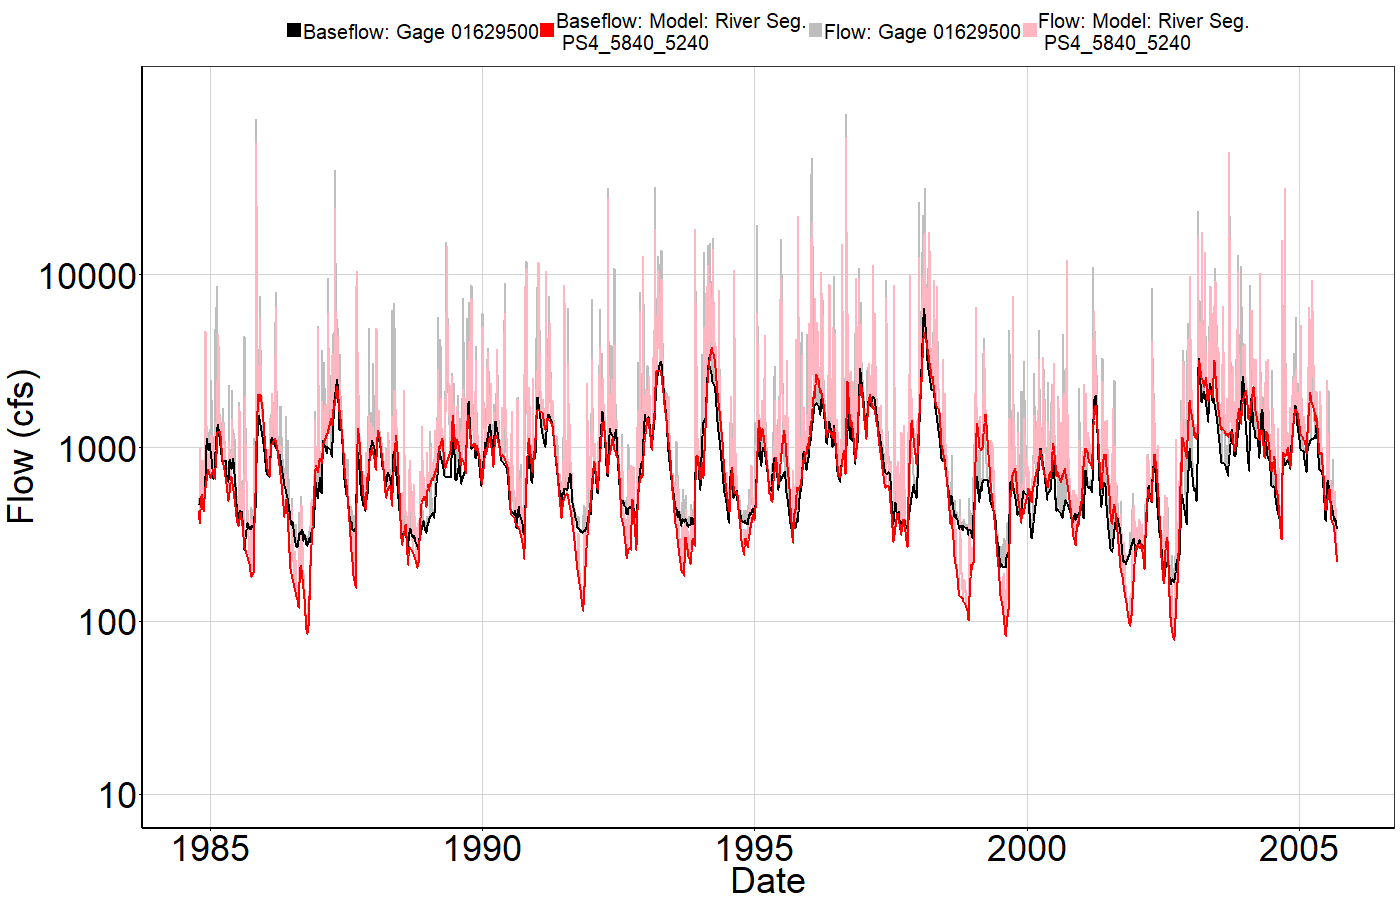 Baseflow: Gage 01629500 Baseflow: Model: River Seg. Flow: Gage 01629500 Flow: Model: River Seg.
PS4_5840_5240 PS4_5840_5240
Flow (cfs)
10000
1000
100
10
1985 1990 1995 2000 2005
Date